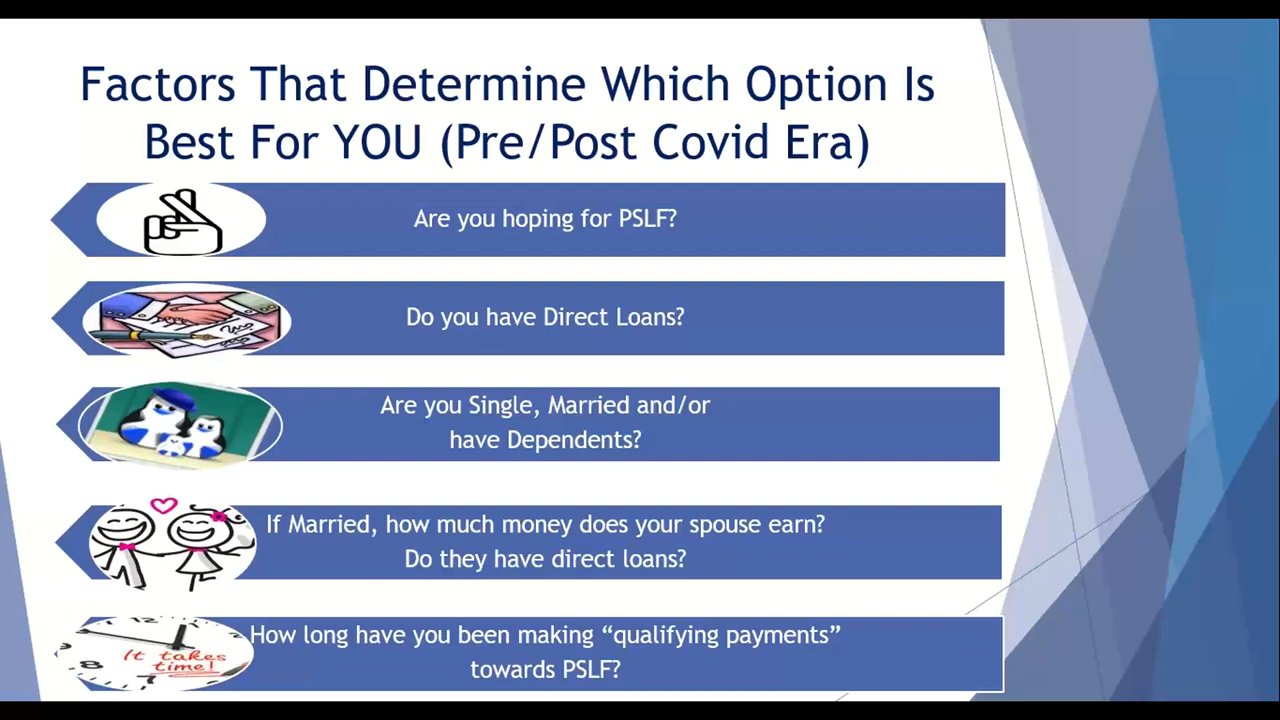 Factors That Determine Which Option Is
Best For YOU (Pre/Post Covid Era)
Are you hoping for PSLF?
Do you have Direct Loans?
Are you Single, Married and/or
have Dependents?
If Married, how much money does your spouse earn?
Do they have direct loans?
How long have you been making “qualifying payments”
towards PSLF?
12
8
It takes
time!